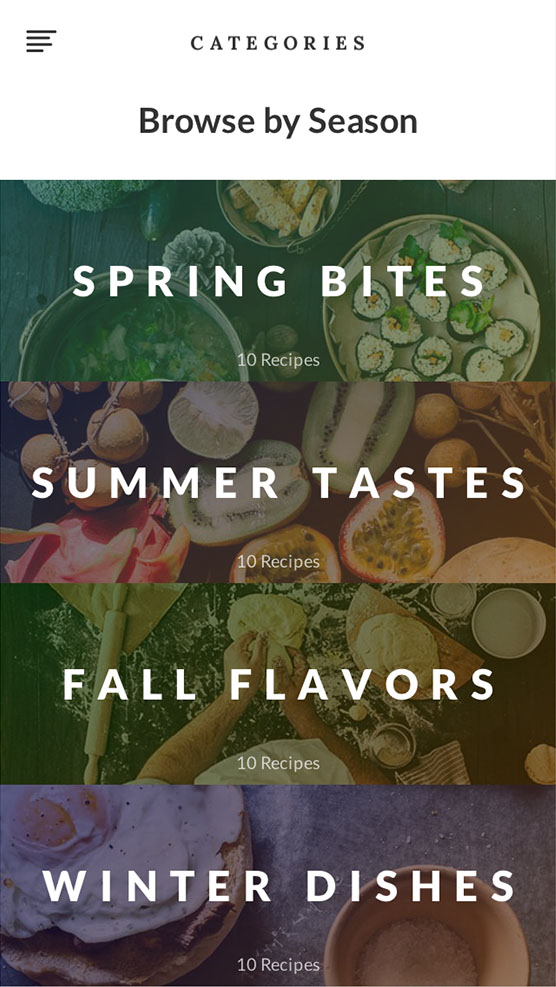 CATEGORIES
Browse by Season
SPRING BITES
10 Recipes
SUMMER TASTES
10 Recipes
FALL FLAVORS
10 Recipes
WINTER DISHES
10 Recipes